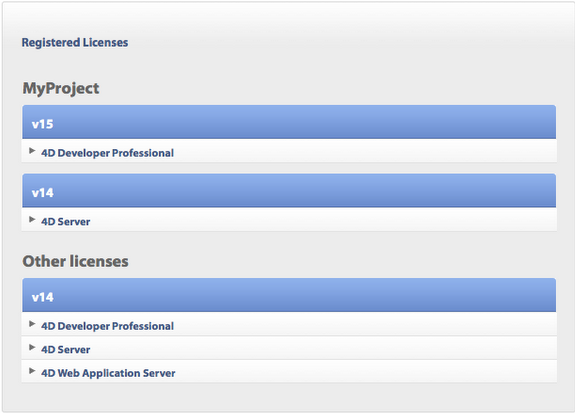 Registered Licenses
MyProject
v15
4D Developer Professional
v14
4D Server
Other licenses
v14
4D Developer Professional
4D Server
4D Web Application Server